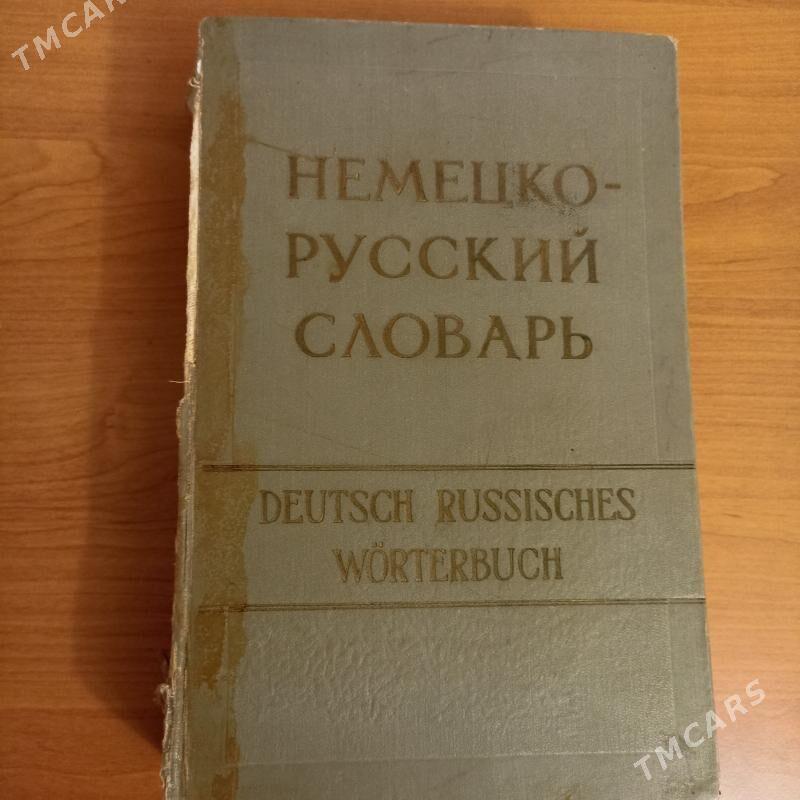 TMCARS
НЕМЕЦКО-
РУССКИЙ
СЛОВАРЬ
DEUTSCH RUSSISCHES
WÖRTERBUCH
TMCARS